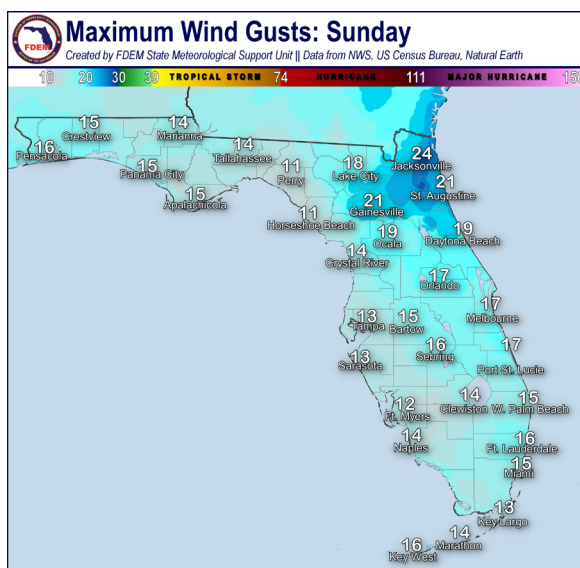 Maximum Wind Gusts: Sunday
Created by FDEM State Meteorological Support Unit || Data from NWS, US Census Bureau, Natural Earth
FDEM
10 20 30 39 TROPICAL STORM 74 HURRICANE 111 MAJOR HURRICANE
15
Crestview
14
Marianna
16
Pensacola
14
Tallahassee
15
Panama City
11
Perry
18
Lake City
24
Jacksonville
21
St. Augustine
15
Apalachicola
11
Horseshoe Beach
21
Gainesville
19
Ocala
19
Daytona Beach
14
Crystal River
17
Orlando
17
Melbourne
13
Tampa
15
Bartow
16
Sebring
17
Port St. Lucie
13
Sarasota
12
Ft. Myers
14
Clewiston
15
W. Palm Beach
14
Naples
16
Ft. Lauderdale
15
Miami
13
Key Largo
14
Marathon
16
Key West